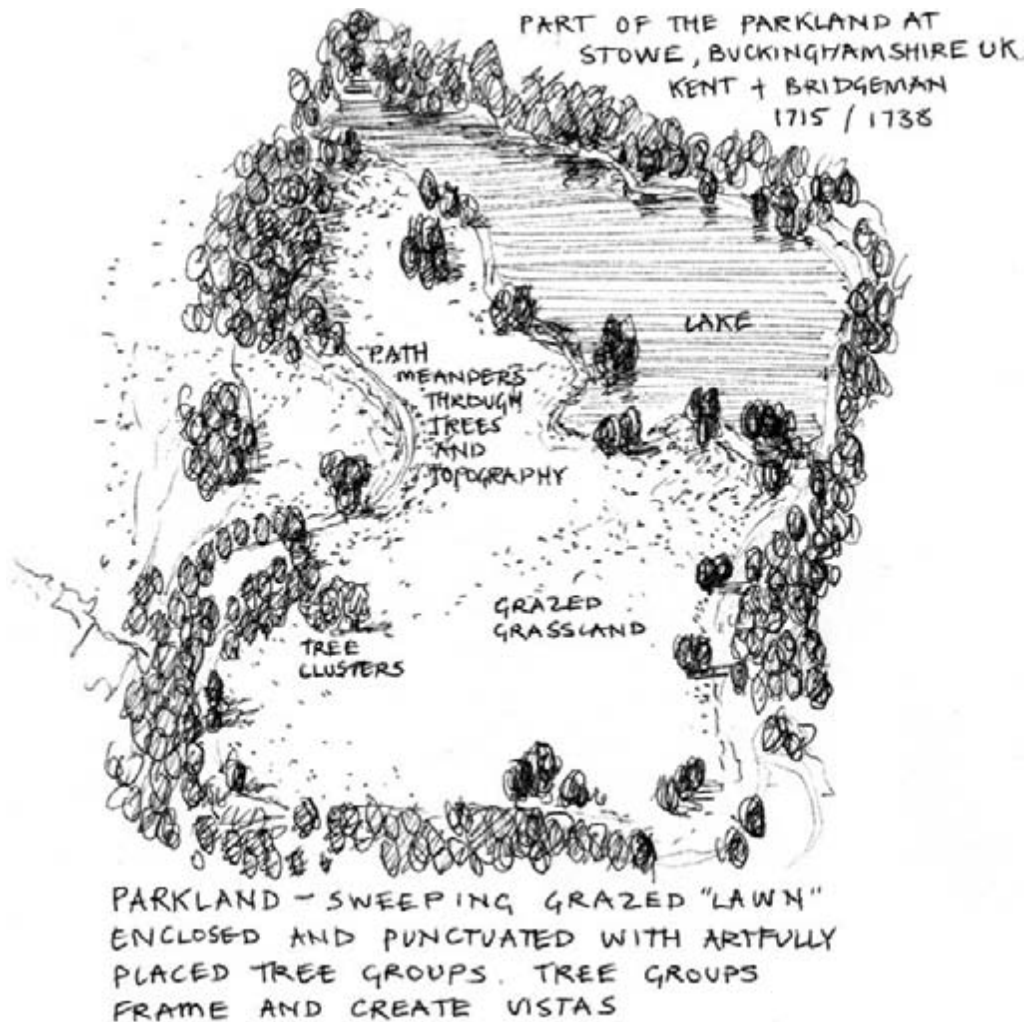 PART OF THE PARKLAND AT
STOWE, BUCKINGHAMSHIRE UK.
KENT + BRIDGEMAN
1715 / 1738
LAKE
PATH
MEANDERS
THROUGH
TREES
AND
TOPOGRAPHY
GRAZED
GRASSLAND
TREE
CLUSTERS
PARKLAND - SWEEPING GRAZED "LAWN"
ENCLOSED AND PUNCTUATED WITH ARTFULLY
PLACED TREE GROUPS. TREE GROUPS
FRAME AND CREATE VISTAS